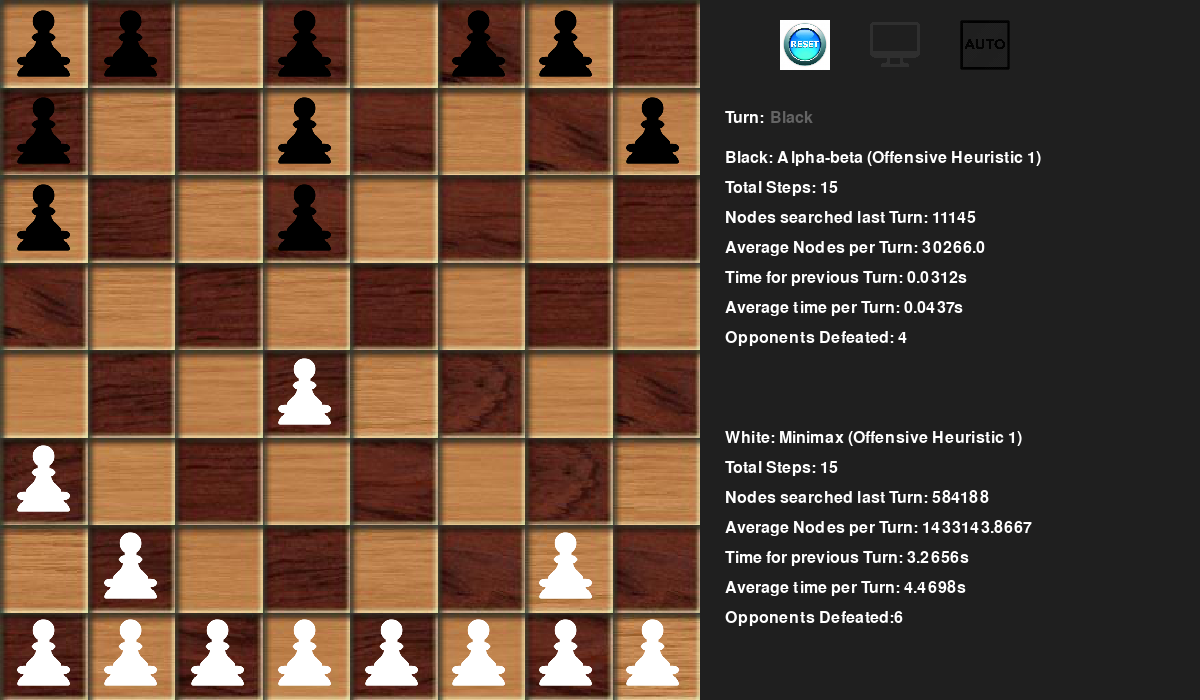 RESET
AUTO
Turn: Black
Black: Alpha-beta (Offensive Heuristic 1)
Total Steps: 15
Nodes searched last Turn: 11145
Average Nodes per Turn: 30266.0
Time for previous Turn: 0.0312s
Average time per Turn: 0.0437s
Opponents Defeated: 4
White: Minimax (Offensive Heuristic 1)
Total Steps: 15
Nodes searched last Turn: 584188
Average Nodes per Turn: 1433143.8667
Time for previous Turn: 3.2656s
Average time per Turn: 4.4698s
Opponents Defeated:6